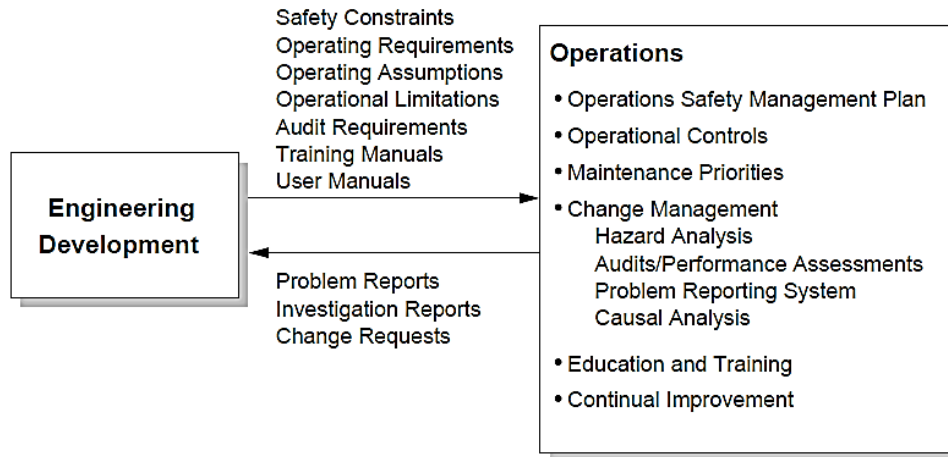 Safety Constraints
Operating Requirements
Operating Assumptions
Operational Limitations
Audit Requirements
Training Manuals
User Manuals
Engineering
Development
Problem Reports
Investigation Reports
Change Requests
Operations
• Operations Safety Management Plan
• Operational Controls
• Maintenance Priorities
• Change Management
Hazard Analysis
Audits/Performance Assessments
Problem Reporting System
Causal Analysis
• Education and Training
• Continual Improvement